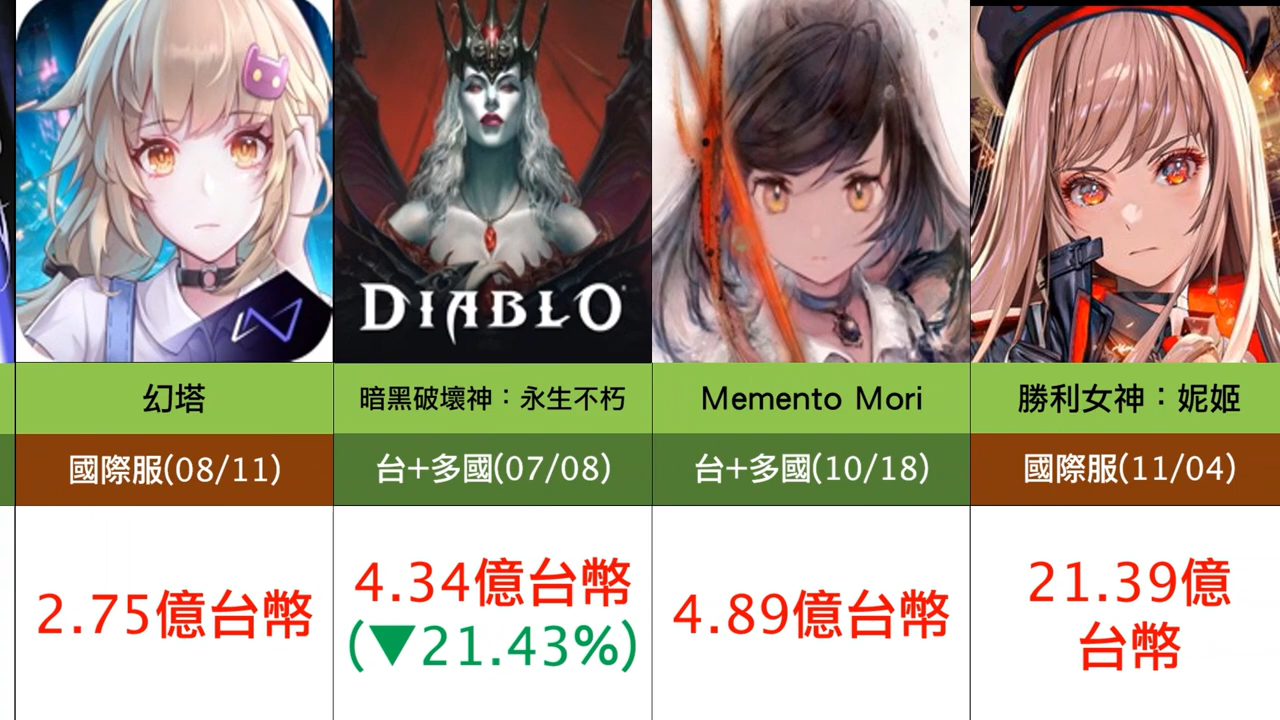 DIABLO
幻塔
暗黑破壞神：永生不朽
Memento Mori
勝利女神：妮姬
國際服(08/11)
台+多國(07/08)
台+多國(10/18)
國際服(11/04)
2.75億台幣
4.34億台幣
(▼21.43%)
4.89億台幣
21.39億
台幣